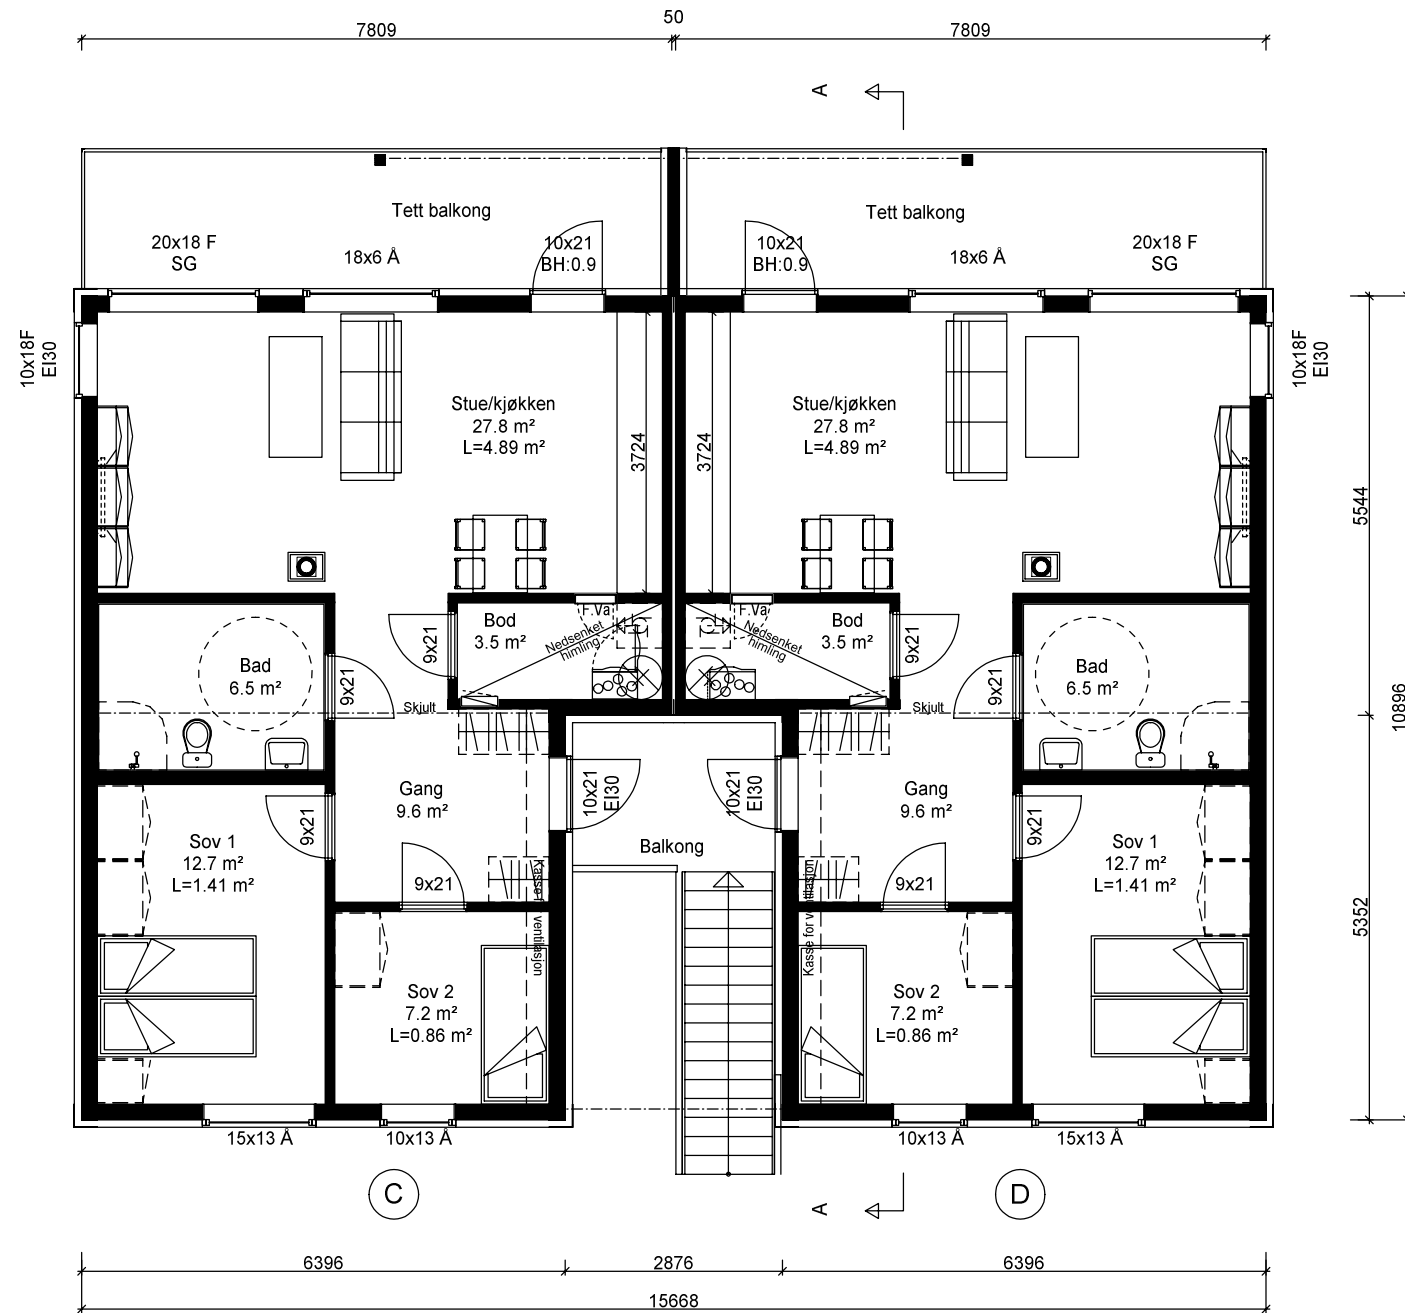 50
7809
7809
A
Tett balkong
Tett balkong
20x18 F
SG
18x6 Å
10x21
BH:0.9
10x21
BH:0.9
18x6 Å
20x18 F
SG
10x18F
EI30
10x18F
EI30
Stue/kjøkken
27.8 m²
L=4.89 m²
3724
3724
Stue/kjøkken
27.8 m²
L=4.89 m²
5544
10896
5352
F.Va
F.Va
Bod
3.5 m²
Nedsenket
himling
Nedsenket
himling
Bod
3.5 m²
9x21
9x21
Bad
6.5 m²
9x21
9x21
Bad
6.5 m²
Skjult
Skjult
Gang
9.6 m²
10x21
EI30
10x21
EI30
Gang
9.6 m²
9x21
9x21
Sov 1
12.7 m²
L=1.41 m²
Balkong
Sov 1
12.7 m²
L=1.41 m²
9x21
9x21
Kasse for ventilasjon
Kasse for ventilasjon
Sov 2
7.2 m²
L=0.86 m²
Sov 2
7.2 m²
L=0.86 m²
15x13 Å
10x13 Å
10x13 Å
15x13 Å
C
D
A
6396
2876
6396
15668